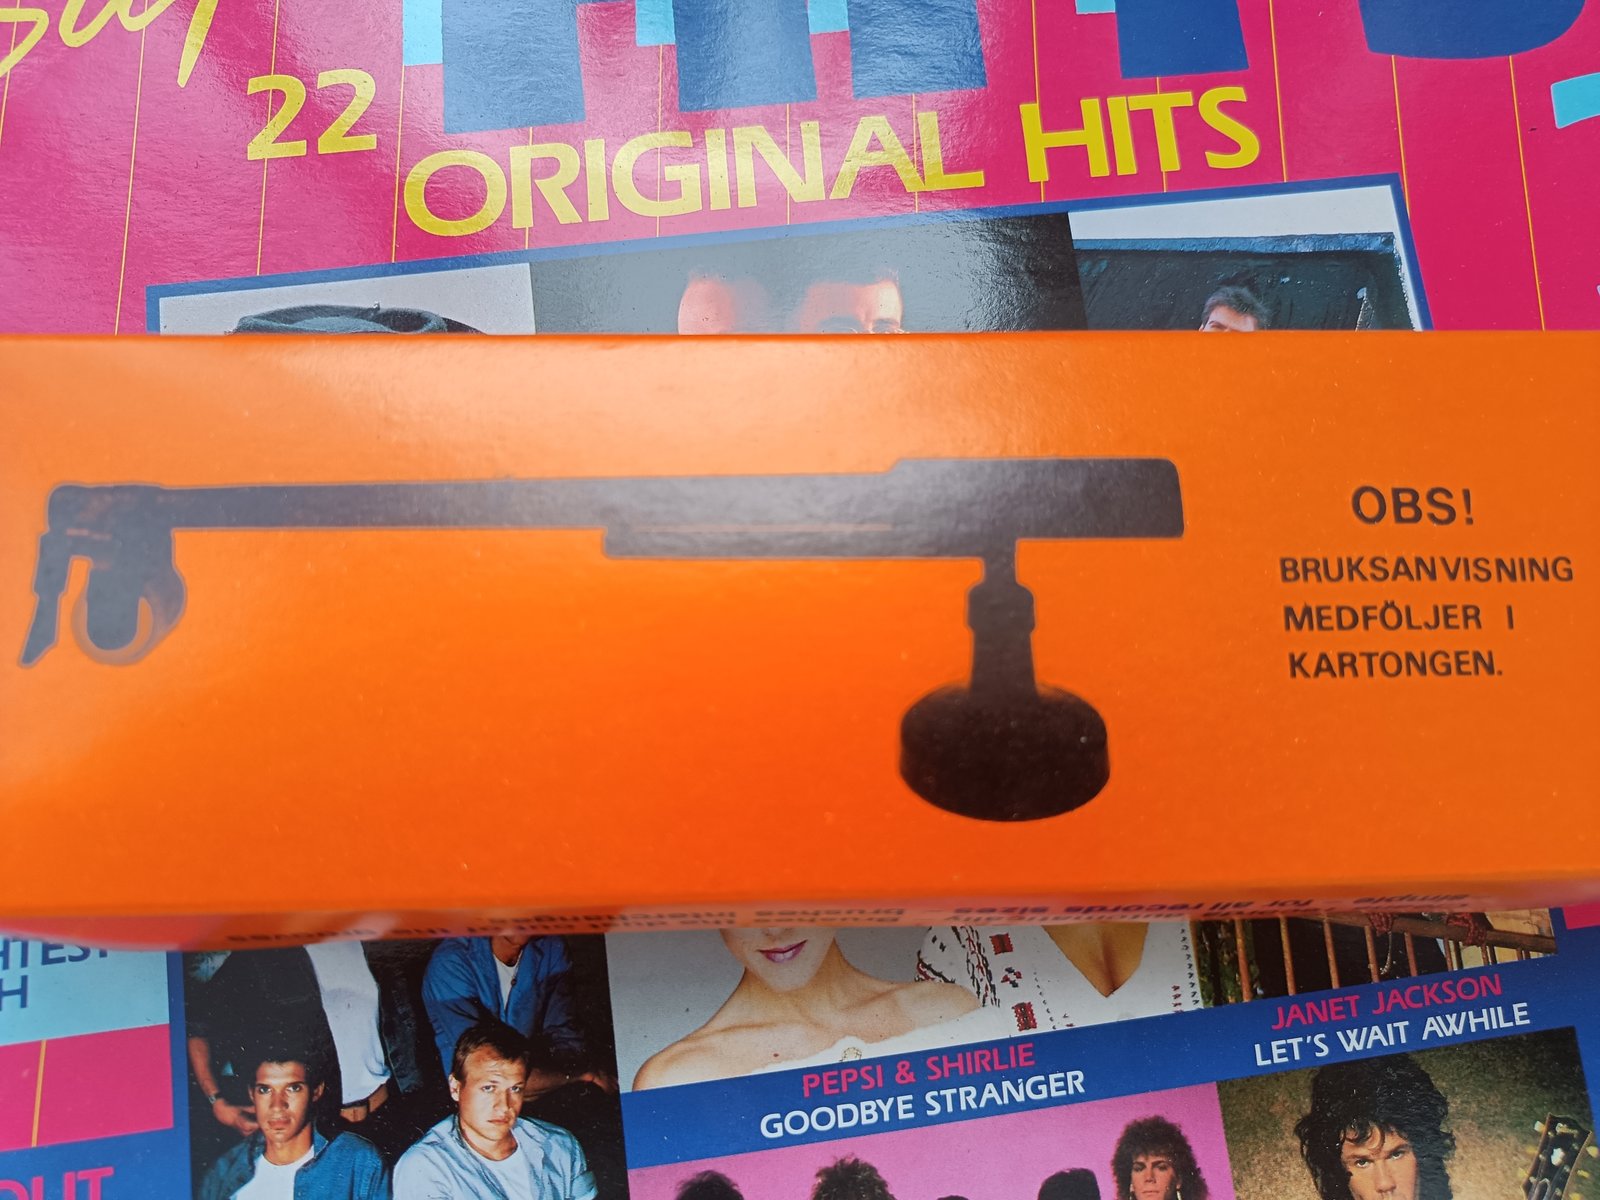 22
ORIGINAL HITS
OBS!
BRUKSANVISNING
MEDFÖLJER I
KARTONGEN.
for all records sizes
JANET JACKSON
LET'S WAIT AWHILE
PEPSI & SHIRLIE
GOODBYE STRANGER